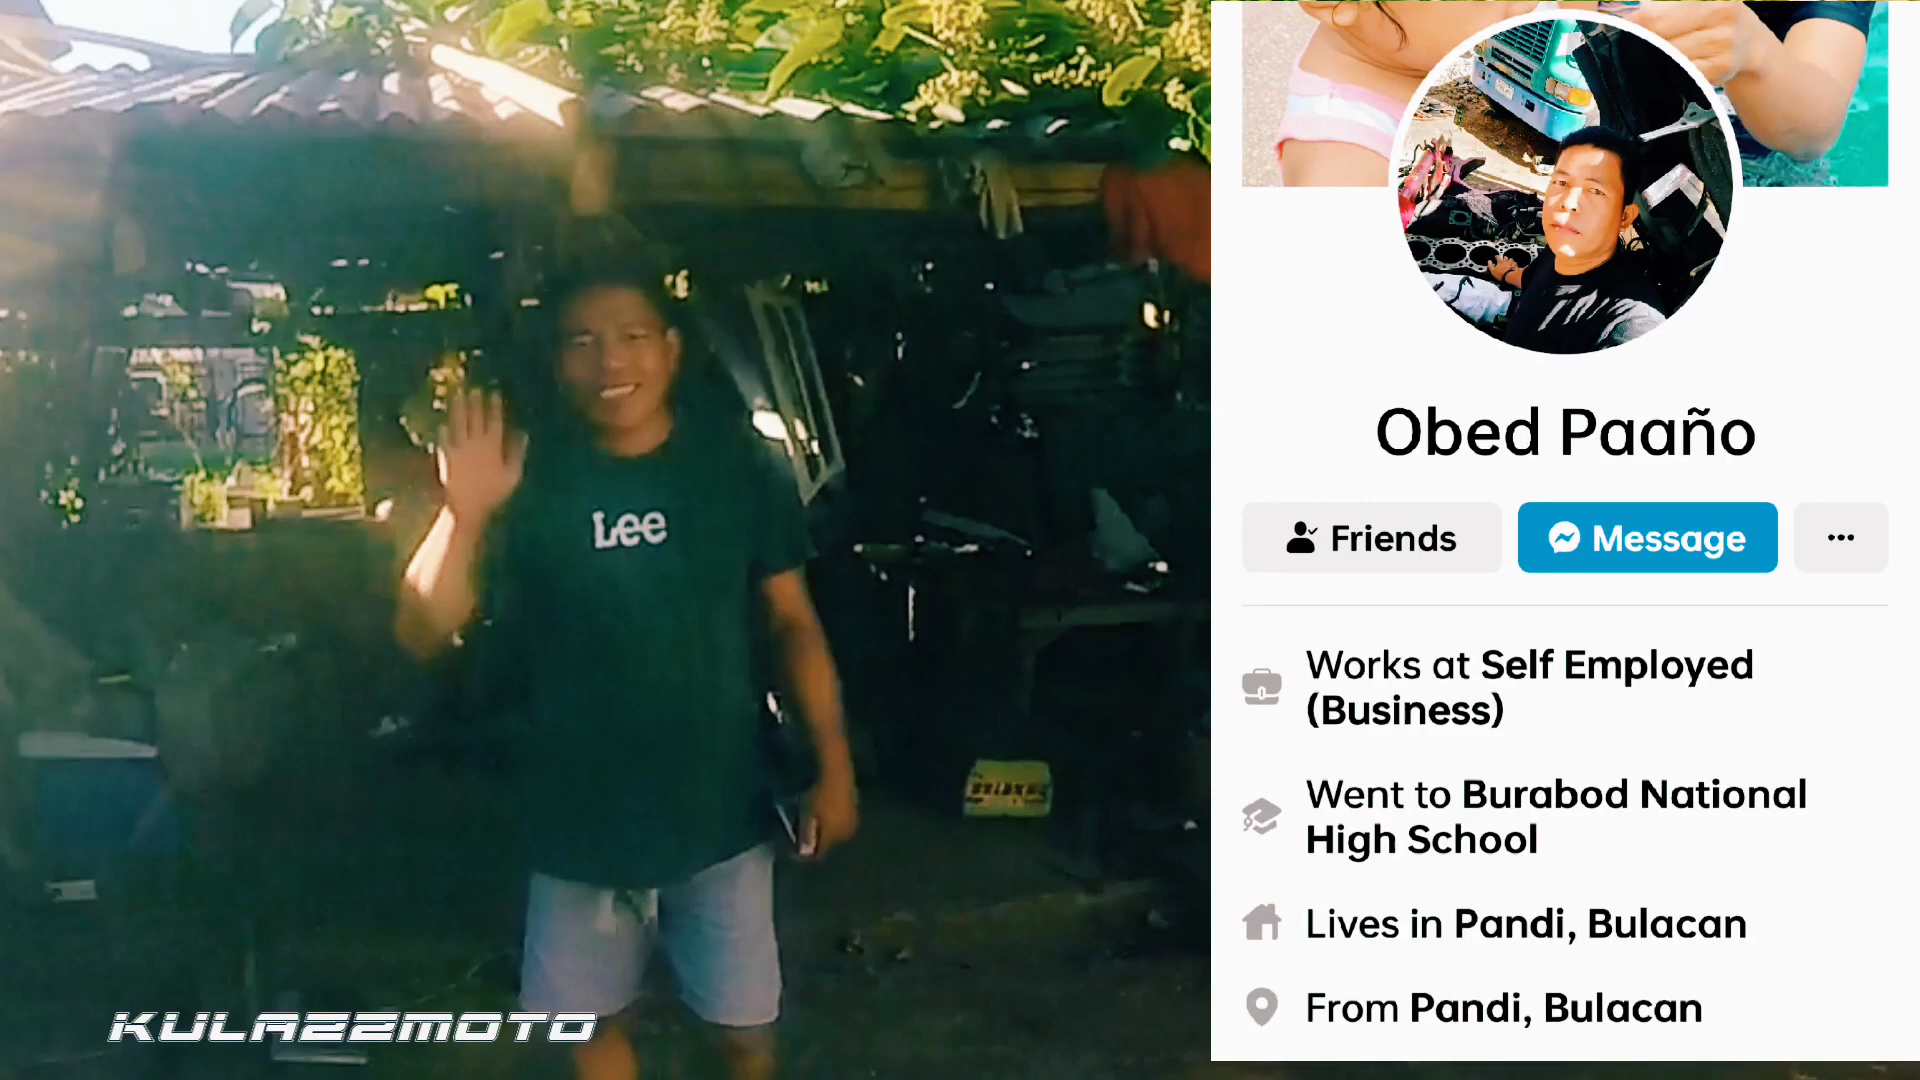 Lee
KULAZZMOTO
Obed Paaño
Friends
Message
Works at Self Employed
(Business)
Went to Burabod National
High School
Lives in Pandi, Bulacan
From Pandi, Bulacan